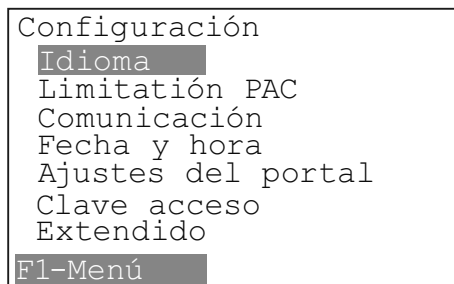 Configuración
Idioma
Limitatión PAC
Comunicación
Fecha y hora
Ajustes del portal
Clave acceso
Extendido
F1-Menú